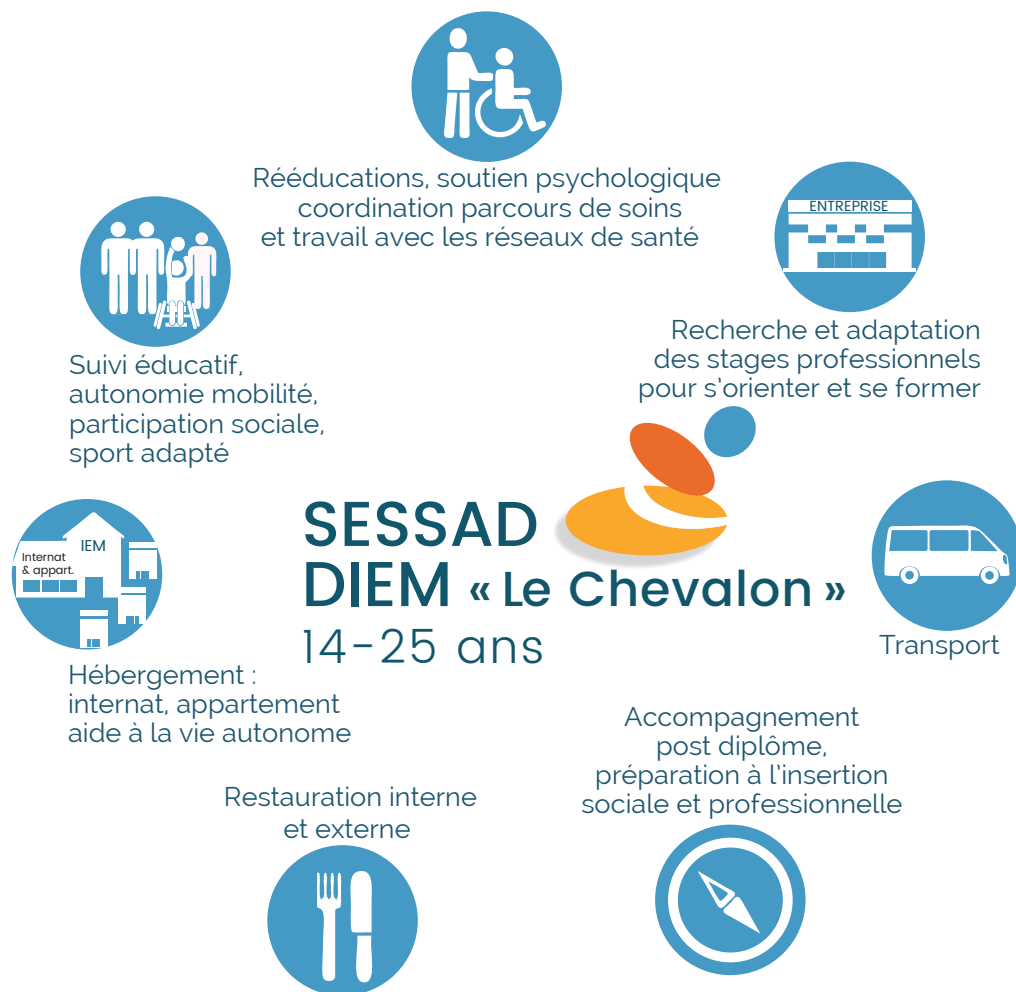 Rééducations, soutien psychologique
coordination parcours de soins
et travail avec les réseaux de santé
ENTREPRISE
Recherche et adaptation
des stages professionnels
pour s'orienter et se former
Suivi éducatif,
autonomie mobilité,
participation sociale,
sport adapté
SESSAD
DIEM « Le Chevalon »
14-25 ans
IEM
Internat
& appart.
Hébergement :
internat, appartement
aide à la vie autonome
Transport
Accompagnement
post diplôme,
préparation à l'insertion
sociale et professionnelle
Restauration interne
et externe